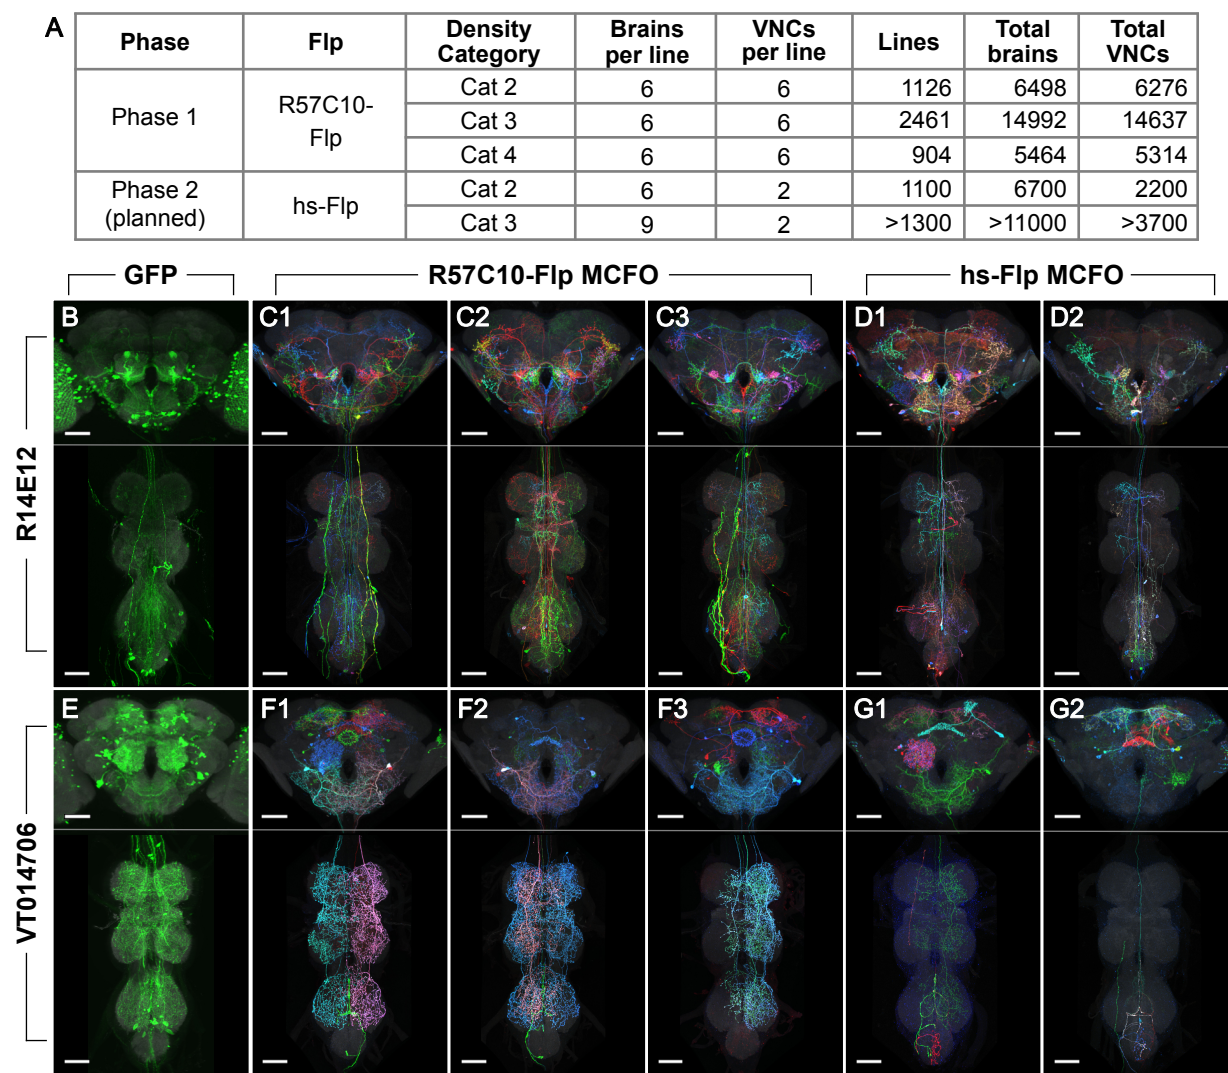 A
Phase Flp Density Category Brains per line VNCs per line Lines Total brains Total VNCs
Phase 1 R57C10-Flp Cat 2 6 6 1126 6498 6276
Cat 3 6 6 2461 14992 14637
Cat 4 6 6 904 5464 5314
Phase 2 (planned) hs-Flp Cat 2 6 2 1100 6700 2200
Cat 3 9 2 >1300 >11000 >3700
GFP R57C10-Flp MCFO hs-Flp MCFO
B C1 C2 C3 D1 D2
R14E12
E F1 F2 F3 G1 G2
VT014706